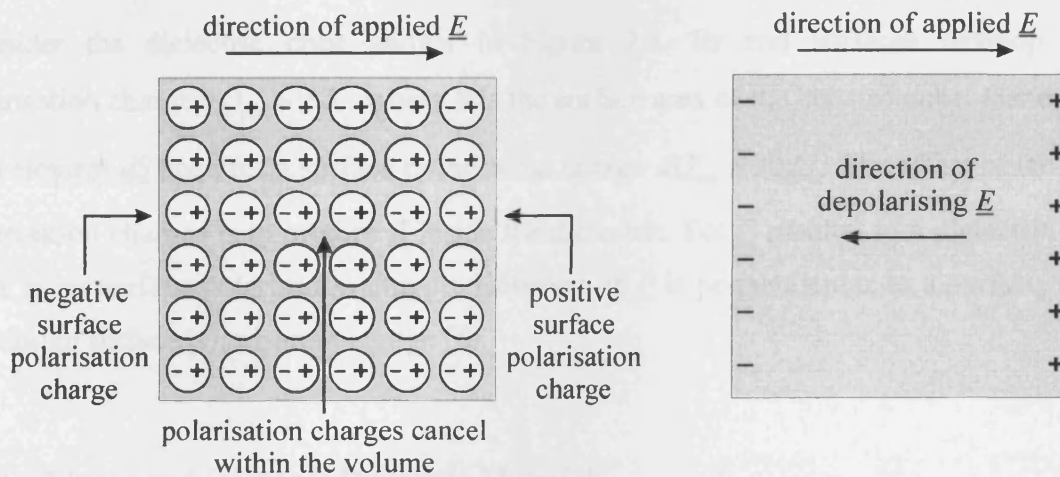 direction of applied E
direction of applied E
direction of
depolarising E
negative
surface
polarisation
charge
positive
surface
polarisation
charge
polarisation charges cancel
within the volume